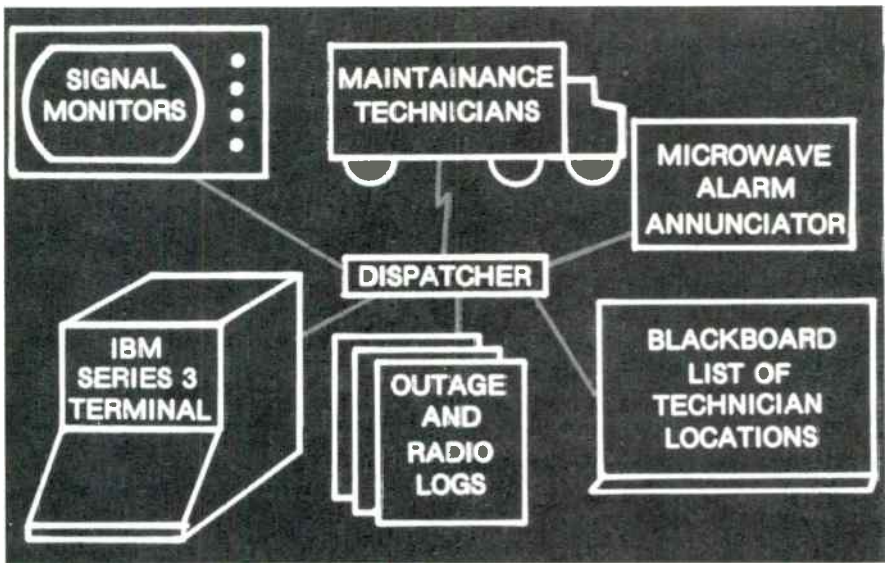 SIGNAL
MONITORS
MAINTAINANCE
TECHNICIANS
MICROWAVE
ALARM
ANNUNCIATOR
DISPATCHER
IBM
SERIES 3
TERMINAL
OUTAGE
AND
RADIO
LOGS
BLACKBOARD
LIST OF
TECHNICIAN
LOCATIONS